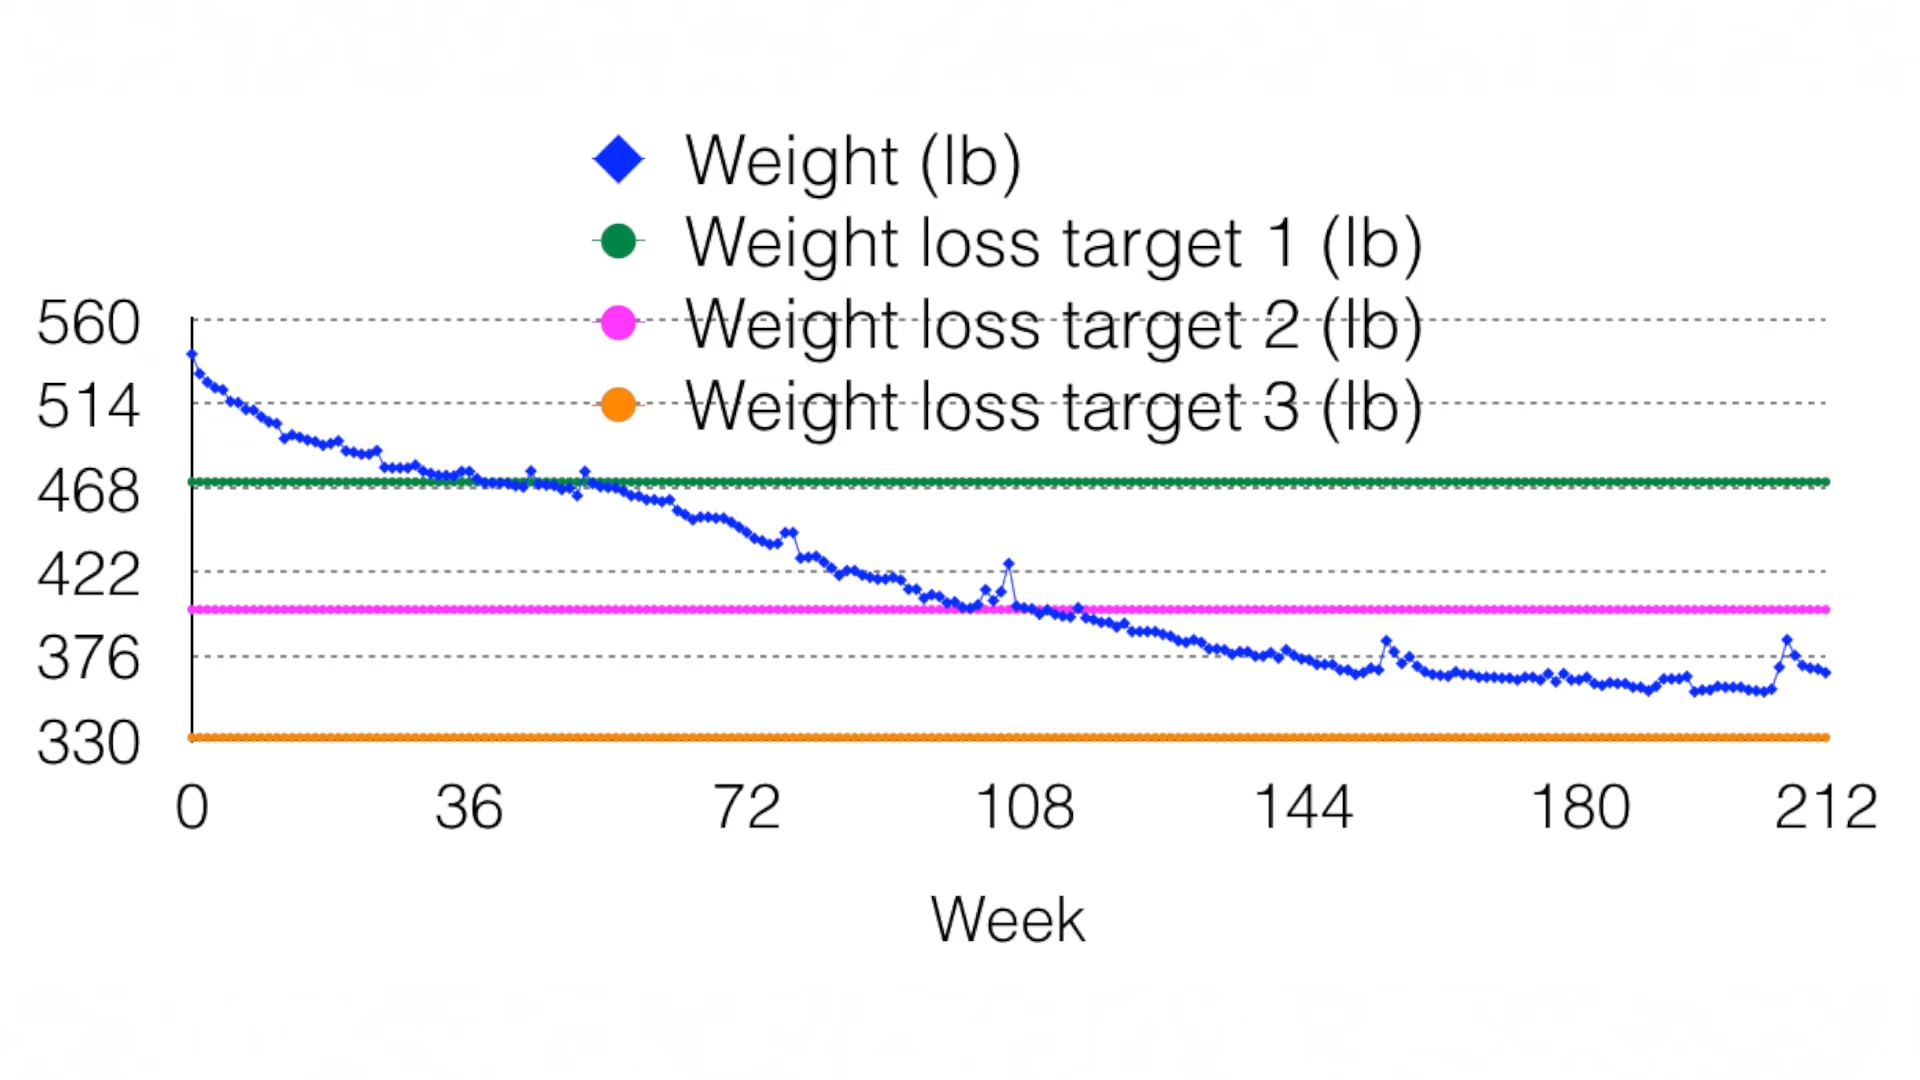 Weight (lb)
Weight loss target 1 (lb)
Weight loss target 2 (lb)
Weight loss target 3 (lb)
560
514
468
422
376
330
0 36 72 108 144 180 212
Week